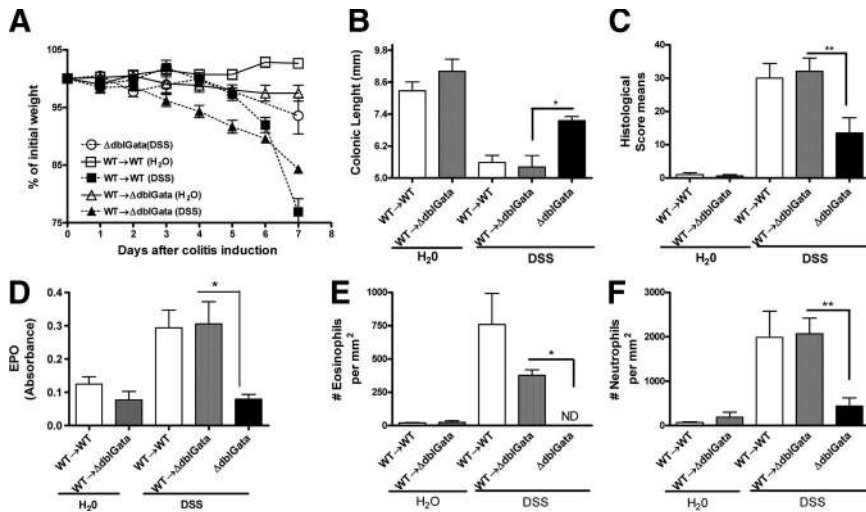 A
105
95
85
75
% of initial weight
ΔdblGata(DSS)
WT→WT (H₂O)
WT→WT (DSS)
WT→ΔdblGata (H₂O)
WT→ΔdblGata (DSS)
0 1 2 3 4 5 6 7 8
Days after colitis induction
B
9.8
8.6
7.4
6.2
5.0
Colonic Lenght (mm)
*
WT→WT
WT→ΔdblGata
WT→WT
WT→ΔdblGata
ΔdblGata
H₂0
DSS
C
40
30
20
10
0
Histological
Score means
**
WT→WT
WT→ΔdblGata
WT→WT
WT→ΔdblGata
ΔdblGata
H₂0
DSS
D
0.4
0.3
0.2
0.1
0.0
EPO
(Absorbance)
*
WT→WT
WT→ΔdblGata
WT→WT
WT→ΔdblGata
ΔdblGata
H₂0
DSS
E
1000
750
500
250
0
# Eosinophils
per mm²
*
ND
WT→WT
WT→ΔdblGata
WT→WT
WT→ΔdblGata
ΔdblGata
H₂O
DSS
F
3000
2000
1000
0
# Neutrophils
per mm²
**
WT→WT
WT→ΔdblGata
WT→WT
WT→ΔdblGata
ΔdblGata
H₂0
DSS